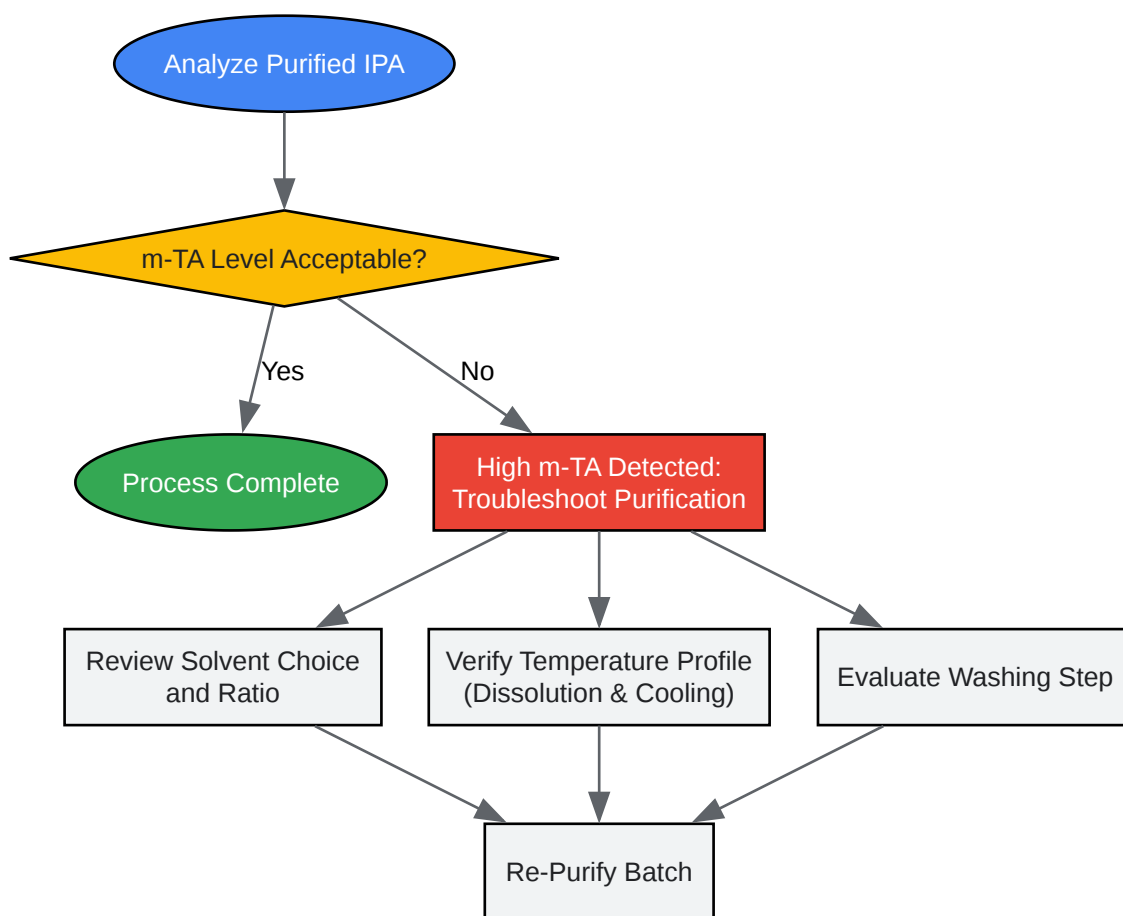 Analyze Purified IPA
m-TA Level Acceptable?
Yes
No
Process Complete
High m-TA Detected:
Troubleshoot Purification
Review Solvent Choice
and Ratio
Verify Temperature Profile
(Dissolution & Cooling)
Evaluate Washing Step
Re-Purify Batch